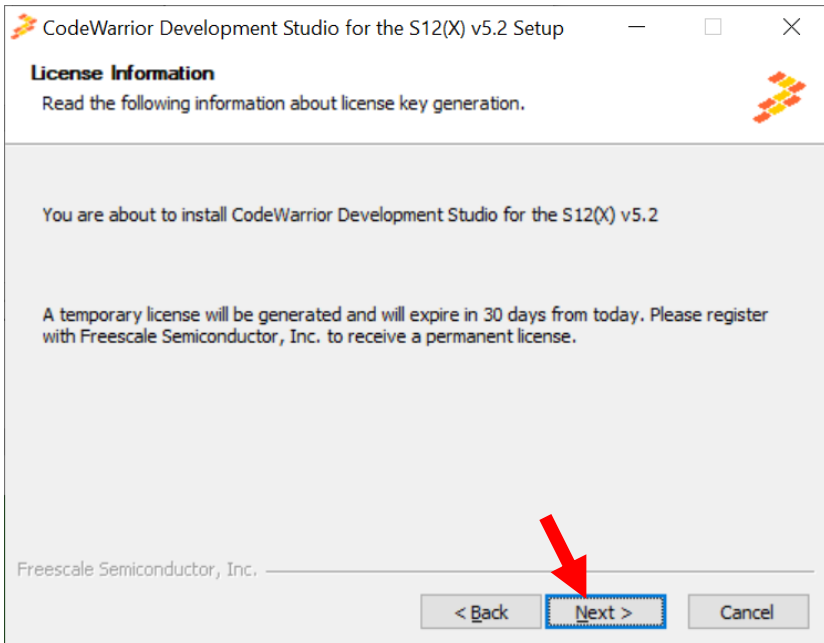 CodeWarrior Development Studio for the S12(X) v5.2 Setup
License Information
Read the following information about license key generation.
You are about to install CodeWarrior Development Studio for the S12(X) v5.2
A temporary license will be generated and will expire in 30 days from today. Please register
with Freescale Semiconductor, Inc. to receive a permanent license.
Freescale Semiconductor, Inc.
< Back
Next >
Cancel